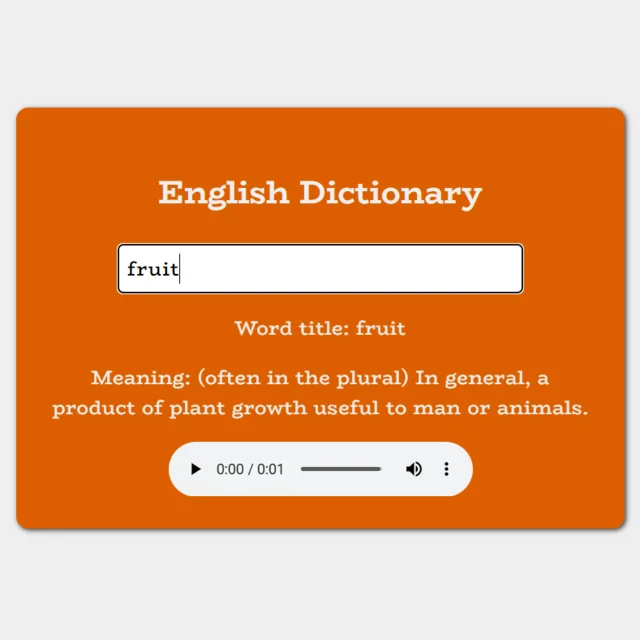 English Dictionary
fruit
Word title: fruit
Meaning: (often in the plural) In general, a
product of plant growth useful to man or animals.
0:00 / 0:01